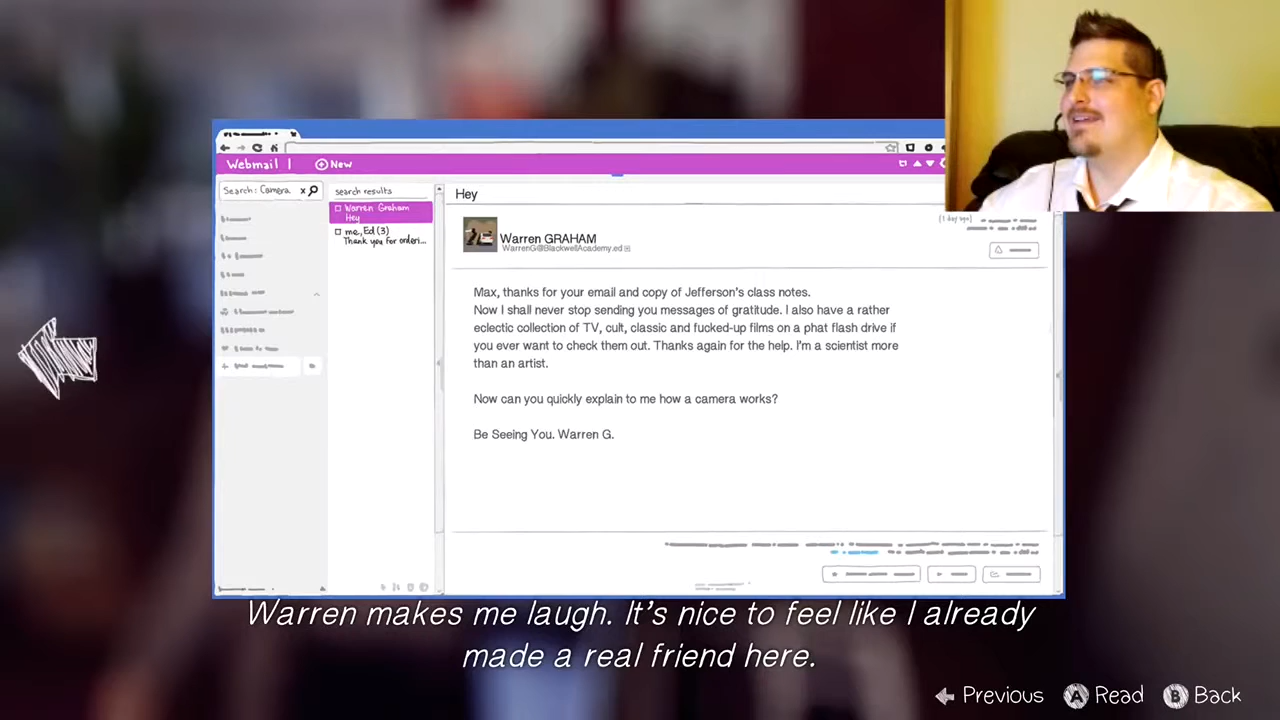 Webmail |
New
Search: Camera x
search results
Warren Graham
Hey
me, Ed (3)
Thank you for orderi...
Hey
(1 day ago)
Warren GRAHAM
WarrenG@BlackwellAcademy.ed
Max, thanks for your email and copy of Jefferson's class notes.
Now I shall never stop sending you messages of gratitude. I also have a rather
eclectic collection of TV, cult, classic and fucked-up films on a phat flash drive if
you ever want to check them out. Thanks again for the help. I'm a scientist more
than an artist.
Now can you quickly explain to me how a camera works?
Be Seeing You. Warren G.
Warren makes me laugh. It's nice to feel like I already
made a real friend here.
Previous A Read B Back